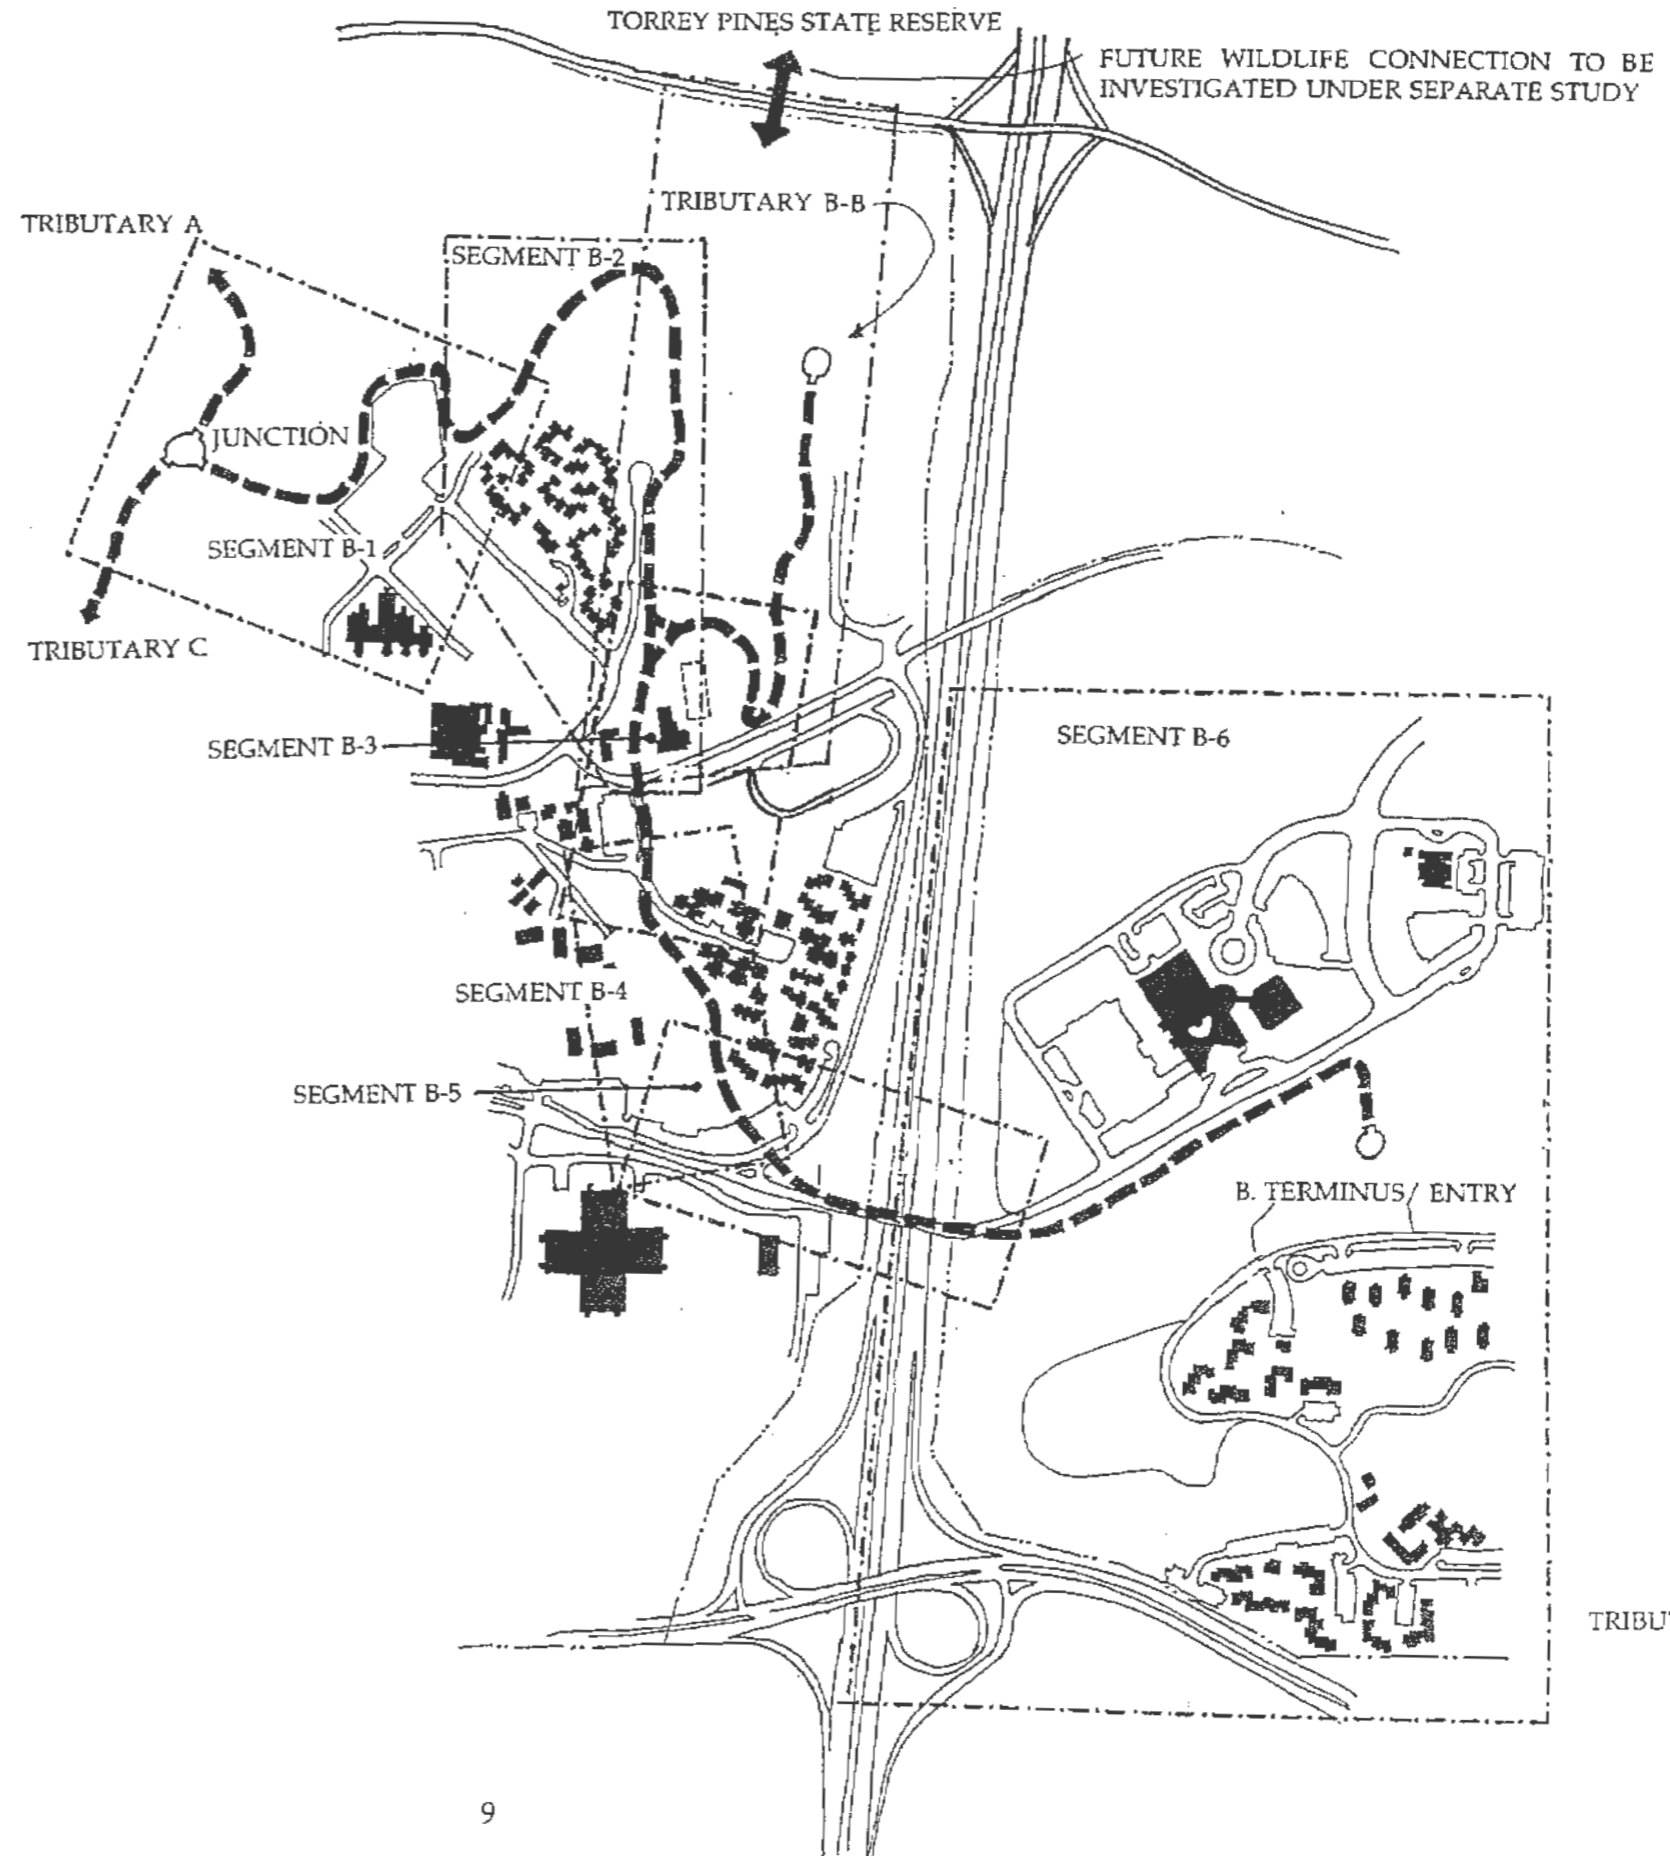 TORREY PINES STATE RESERVE
FUTURE WILDLIFE CONNECTION TO BE
INVESTIGATED UNDER SEPARATE STUDY
TRIBUTARY B-B
TRIBUTARY A
SEGMENT B-2
JUNCTION
SEGMENT B-1
TRIBUTARY C
SEGMENT B-3
SEGMENT B-6
SEGMENT B-4
SEGMENT B-5
B. TERMINUS/ ENTRY
TRIBU
9